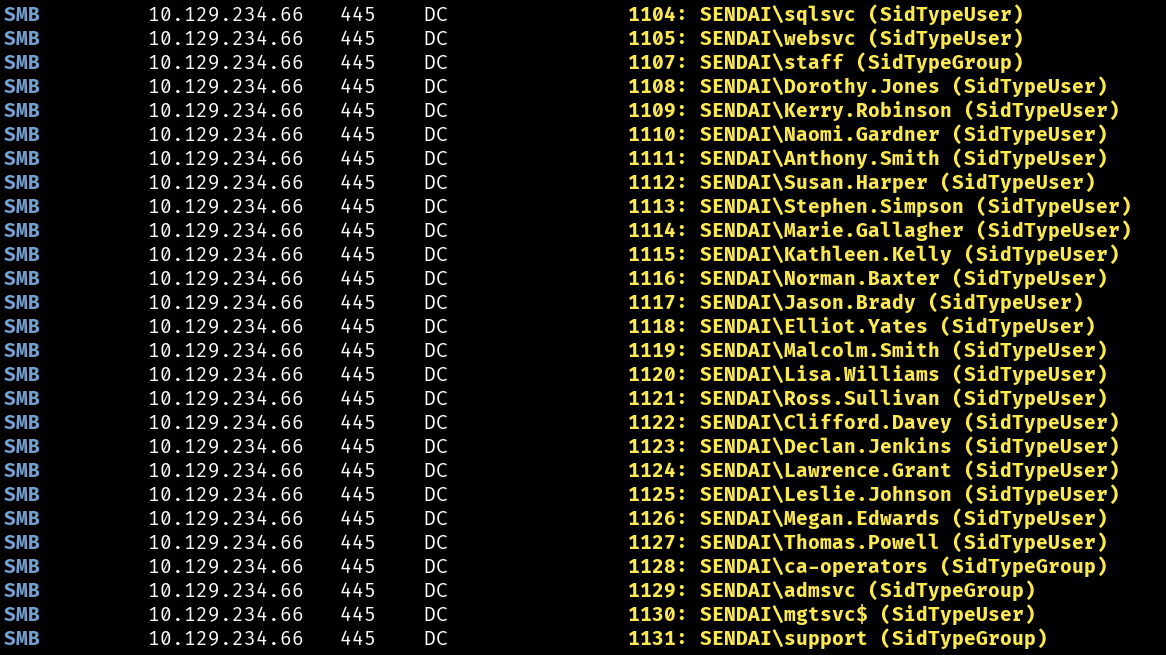 SMB 10.129.234.66 445 DC 1104: SENDAI\sqlsvc (SidTypeUser)
SMB 10.129.234.66 445 DC 1105: SENDAI\websvc (SidTypeUser)
SMB 10.129.234.66 445 DC 1107: SENDAI\staff (SidTypeGroup)
SMB 10.129.234.66 445 DC 1108: SENDAI\Dorothy.Jones (SidTypeUser)
SMB 10.129.234.66 445 DC 1109: SENDAI\Kerry.Robinson (SidTypeUser)
SMB 10.129.234.66 445 DC 1110: SENDAI\Naomi.Gardner (SidTypeUser)
SMB 10.129.234.66 445 DC 1111: SENDAI\Anthony.Smith (SidTypeUser)
SMB 10.129.234.66 445 DC 1112: SENDAI\Susan.Harper (SidTypeUser)
SMB 10.129.234.66 445 DC 1113: SENDAI\Stephen.Simpson (SidTypeUser)
SMB 10.129.234.66 445 DC 1114: SENDAI\Marie.Gallagher (SidTypeUser)
SMB 10.129.234.66 445 DC 1115: SENDAI\Kathleen.Kelly (SidTypeUser)
SMB 10.129.234.66 445 DC 1116: SENDAI\Norman.Baxter (SidTypeUser)
SMB 10.129.234.66 445 DC 1117: SENDAI\Jason.Brady (SidTypeUser)
SMB 10.129.234.66 445 DC 1118: SENDAI\Elliot.Yates (SidTypeUser)
SMB 10.129.234.66 445 DC 1119: SENDAI\Malcolm.Smith (SidTypeUser)
SMB 10.129.234.66 445 DC 1120: SENDAI\Lisa.Williams (SidTypeUser)
SMB 10.129.234.66 445 DC 1121: SENDAI\Ross.Sullivan (SidTypeUser)
SMB 10.129.234.66 445 DC 1122: SENDAI\Clifford.Davey (SidTypeUser)
SMB 10.129.234.66 445 DC 1123: SENDAI\Declan.Jenkins (SidTypeUser)
SMB 10.129.234.66 445 DC 1124: SENDAI\Lawrence.Grant (SidTypeUser)
SMB 10.129.234.66 445 DC 1125: SENDAI\Leslie.Johnson (SidTypeUser)
SMB 10.129.234.66 445 DC 1126: SENDAI\Megan.Edwards (SidTypeUser)
SMB 10.129.234.66 445 DC 1127: SENDAI\Thomas.Powell (SidTypeUser)
SMB 10.129.234.66 445 DC 1128: SENDAI\ca-operators (SidTypeGroup)
SMB 10.129.234.66 445 DC 1129: SENDAI\admsvc (SidTypeGroup)
SMB 10.129.234.66 445 DC 1130: SENDAI\mgtsvc$ (SidTypeUser)
SMB 10.129.234.66 445 DC 1131: SENDAI\support (SidTypeGroup)